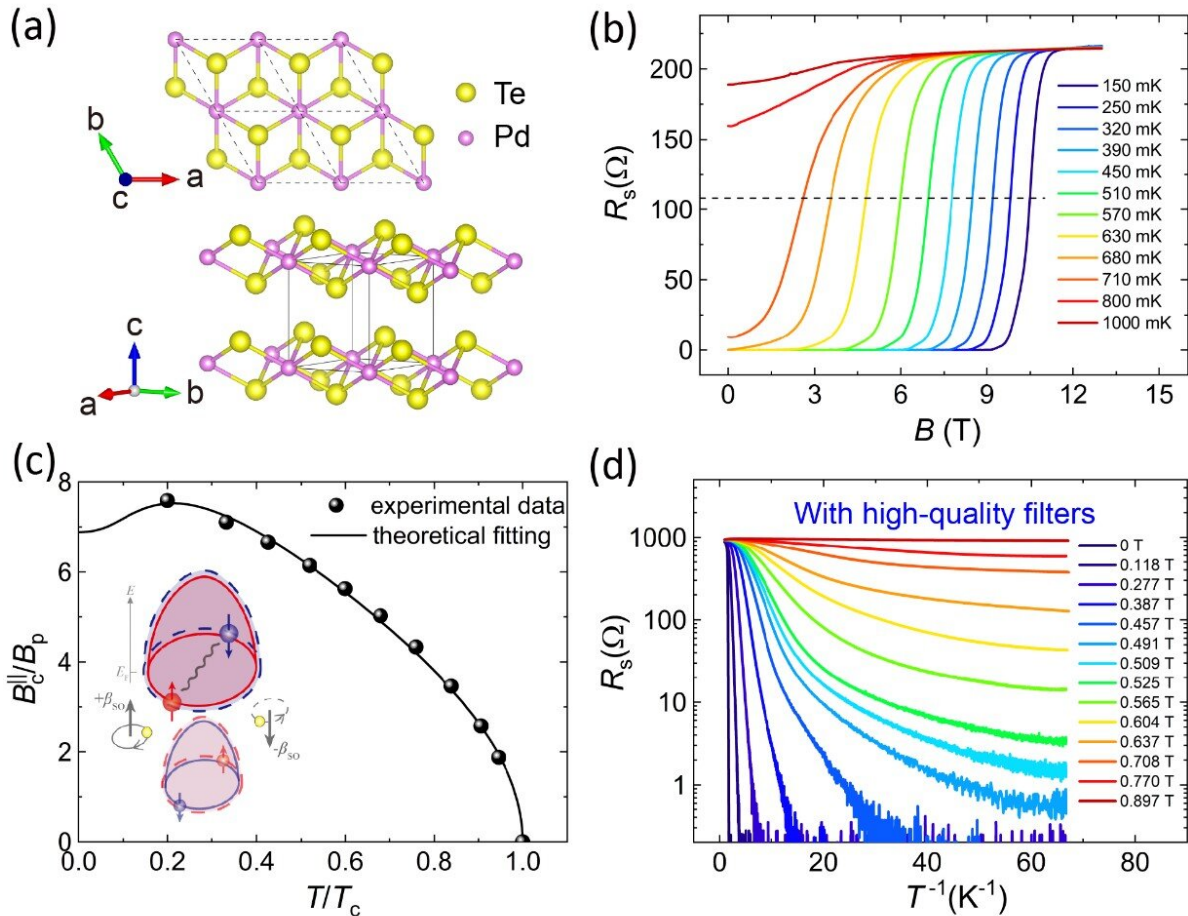 (a)
Te
Pd
b
a
c
c
a
b
(b)
R_s(Ω)
200
150
100
50
0
0 3 6 9 12 15
B (T)
150 mK
250 mK
320 mK
390 mK
450 mK
510 mK
570 mK
630 mK
680 mK
710 mK
800 mK
1000 mK
(c)
B_c^||/B_p
8
6
4
2
0
0.0 0.2 0.4 0.6 0.8 1.0
T/T_c
experimental data
theoretical fitting
E
E_F
+β_so
-β_so
(d)
With high-quality filters
R_s(Ω)
1000
100
10
1
0 20 40 60 80
T^-1(K^-1)
0 T
0.118 T
0.277 T
0.387 T
0.457 T
0.491 T
0.509 T
0.525 T
0.565 T
0.604 T
0.637 T
0.708 T
0.770 T
0.897 T